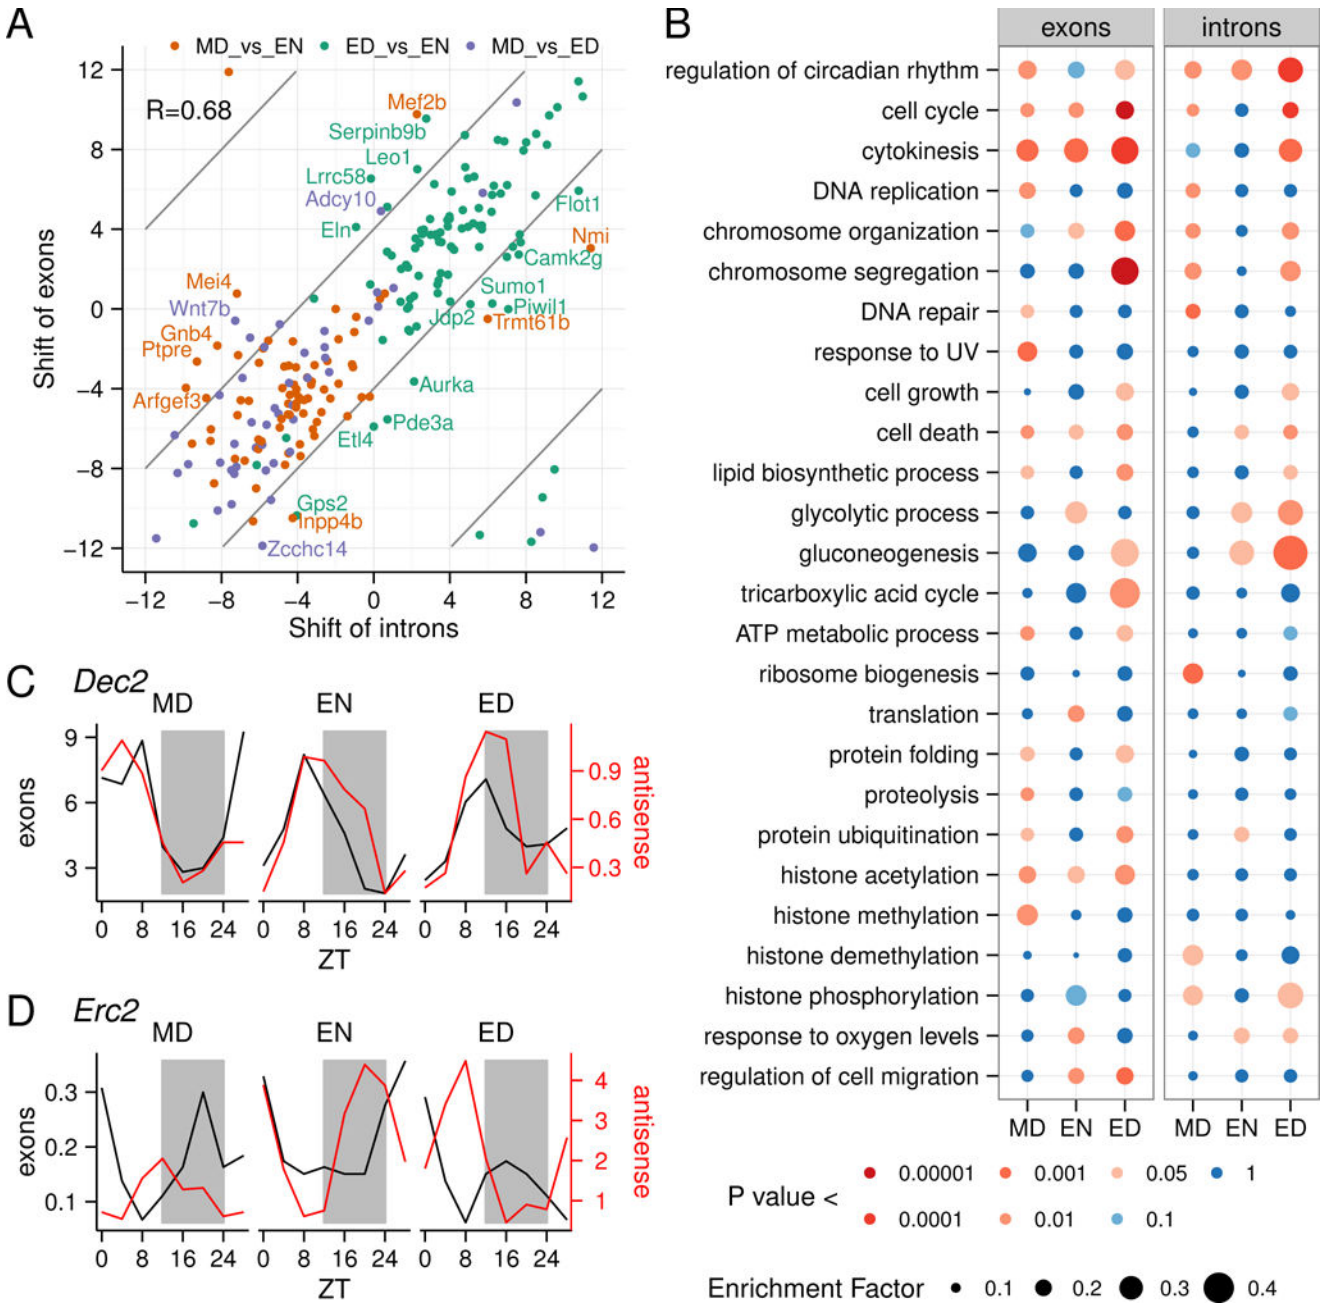 A
MD_vs_EN ED_vs_EN MD_vs_ED
R=0.68
Mef2b
Serpinb9b
Leo1
Lrrc58
Adcy10
Eln
Flot1
Nmi
Camk2g
Sumo1
Piwil1
Jdp2
Trmt61b
Mei4
Wnt7b
Gnb4
Ptpre
Arfgef3
Aurka
Pde3a
Etl4
Gps2
Inpp4b
Zcchc14
12
8
4
0
−4
−8
−12
Shift of exons
−12 −8 −4 0 4 8 12
Shift of introns
B
exons introns
regulation of circadian rhythm
cell cycle
cytokinesis
DNA replication
chromosome organization
chromosome segregation
DNA repair
response to UV
cell growth
cell death
lipid biosynthetic process
glycolytic process
gluconeogenesis
tricarboxylic acid cycle
ATP metabolic process
ribosome biogenesis
translation
protein folding
proteolysis
protein ubiquitination
histone acetylation
histone methylation
histone demethylation
histone phosphorylation
response to oxygen levels
regulation of cell migration
MD EN ED MD EN ED
P value <
0.00001 0.001 0.05 1
0.0001 0.01 0.1
Enrichment Factor 0.1 0.2 0.3 0.4
C Dec2
MD EN ED
9
6
3
exons
0.9
0.6
0.3
antisense
0 8 16 24 0 8 16 24 0 8 16 24
ZT
D Erc2
MD EN ED
0.3
0.2
0.1
exons
4
3
2
1
antisense
0 8 16 24 0 8 16 24 0 8 16 24
ZT